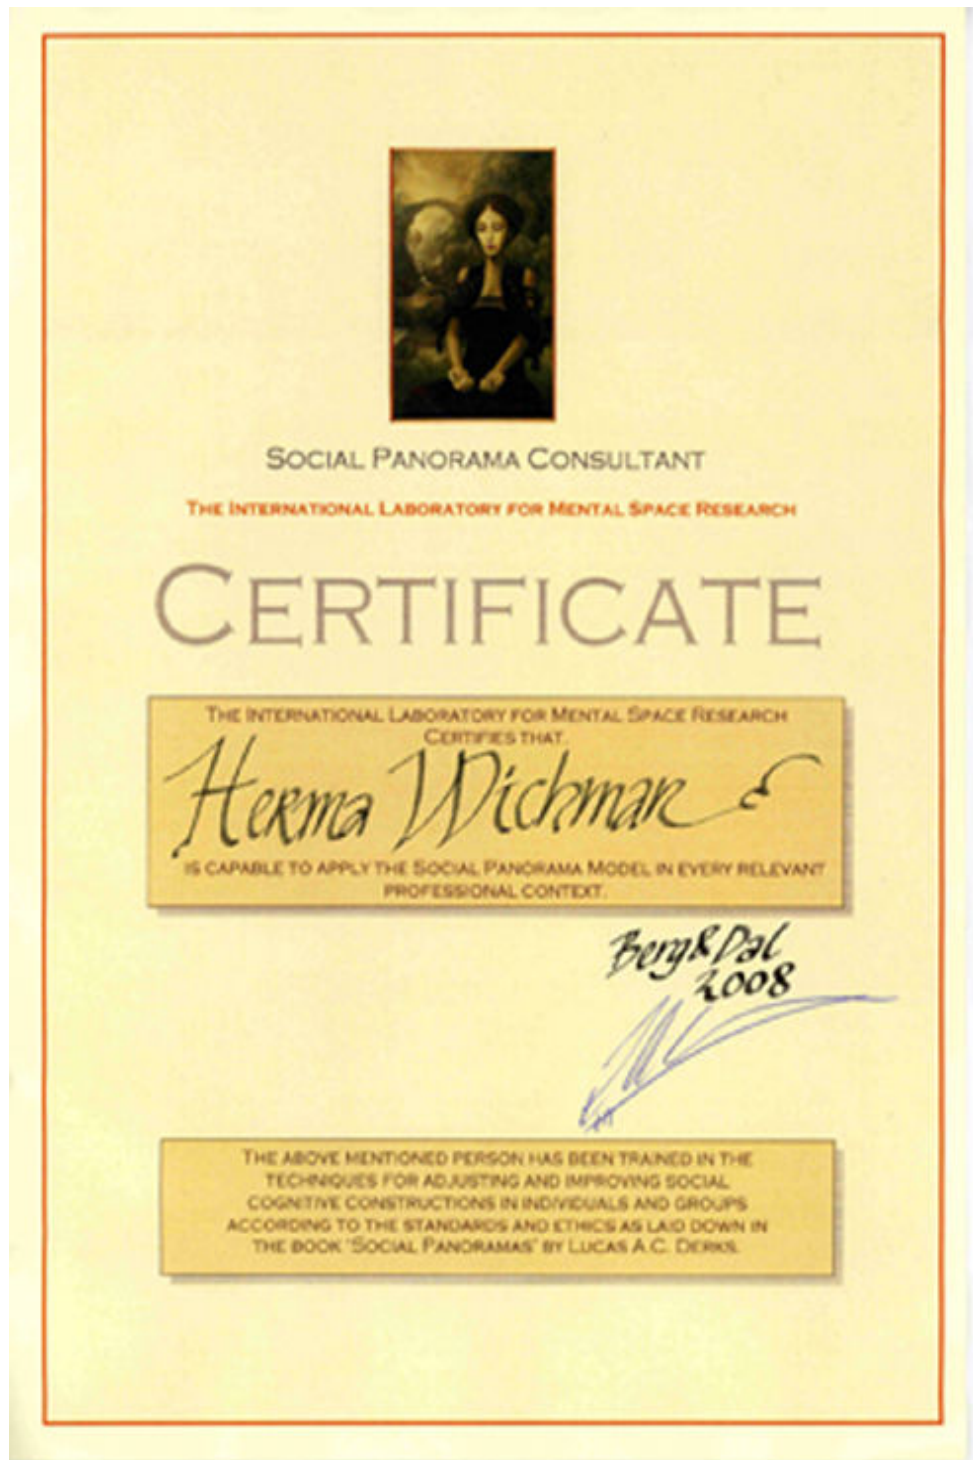 Social Panorama Consultant
The International Laboratory for Mental Space Research
Certificate
The International Laboratory for Mental Space Research
Certifies that.
Herma Wichman
is capable to apply the Social Panorama Model in every relevant
professional context.
Berg&Dal
2008
The above mentioned person has been trained in the
techniques for adjusting and improving social
cognitive constructions in individuals and groups
according to the standards and ethics as laid down in
the book 'Social Panoramas' by Lucas A.C. Derks.